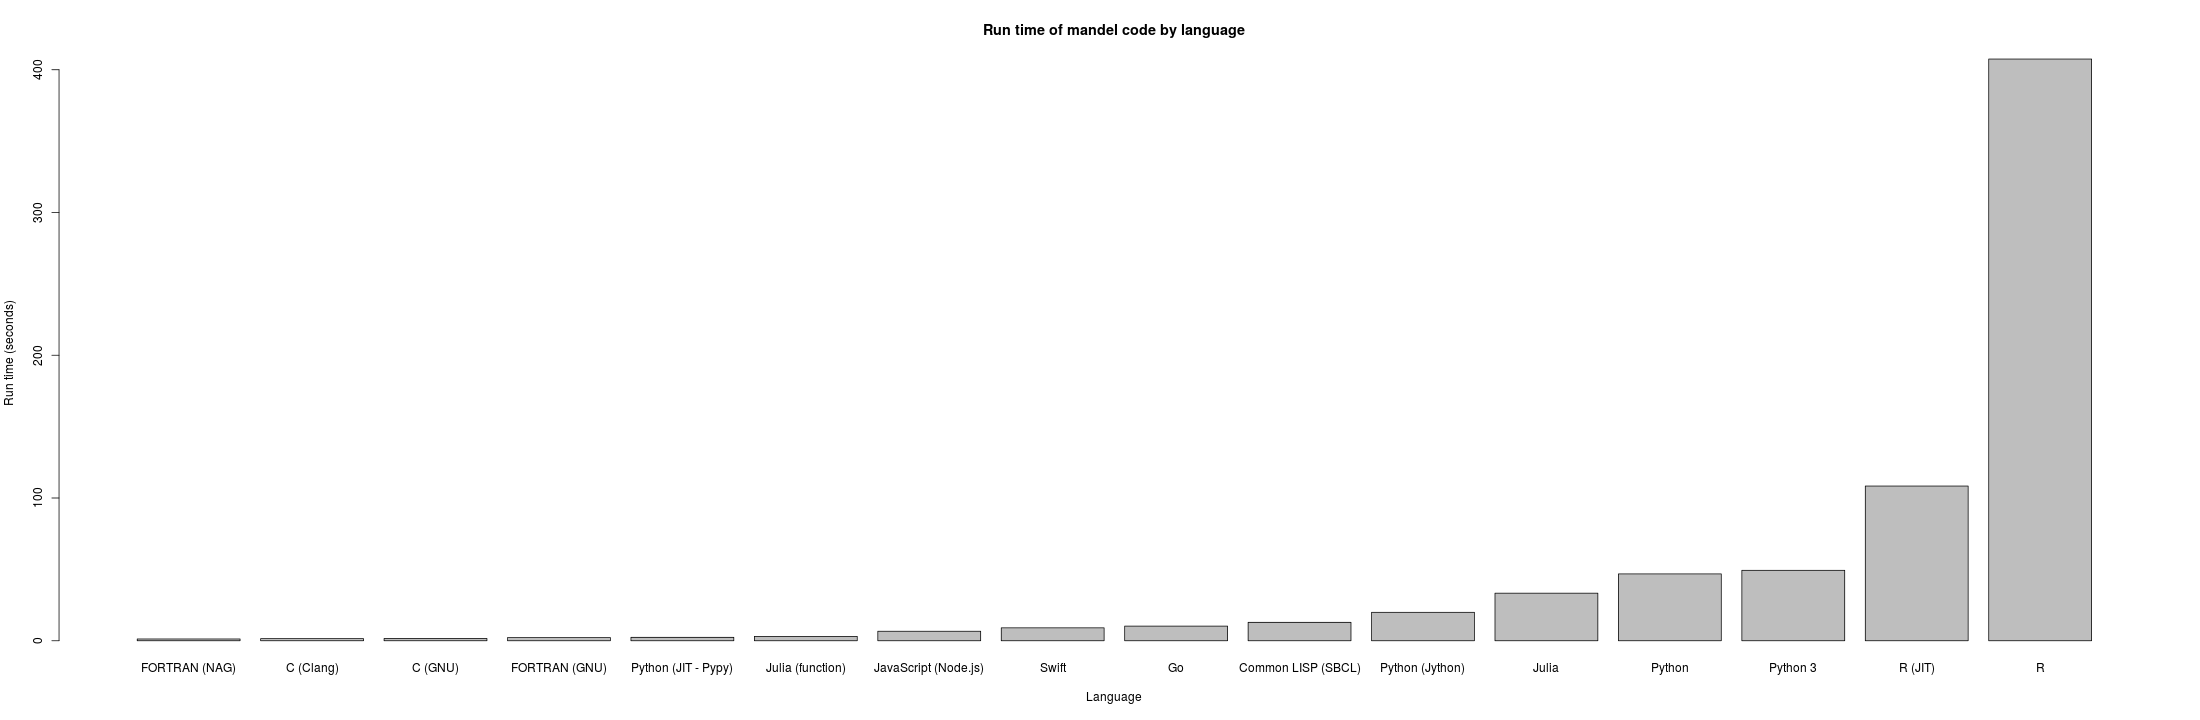 Run time of mandel code by language
Run time (seconds)
400
300
200
100
0
FORTRAN (NAG) C (Clang) C (GNU) FORTRAN (GNU) Python (JIT - Pypy) Julia (function) JavaScript (Node.js) Swift Go Common LISP (SBCL) Python (Jython) Julia Python Python 3 R (JIT) R
Language